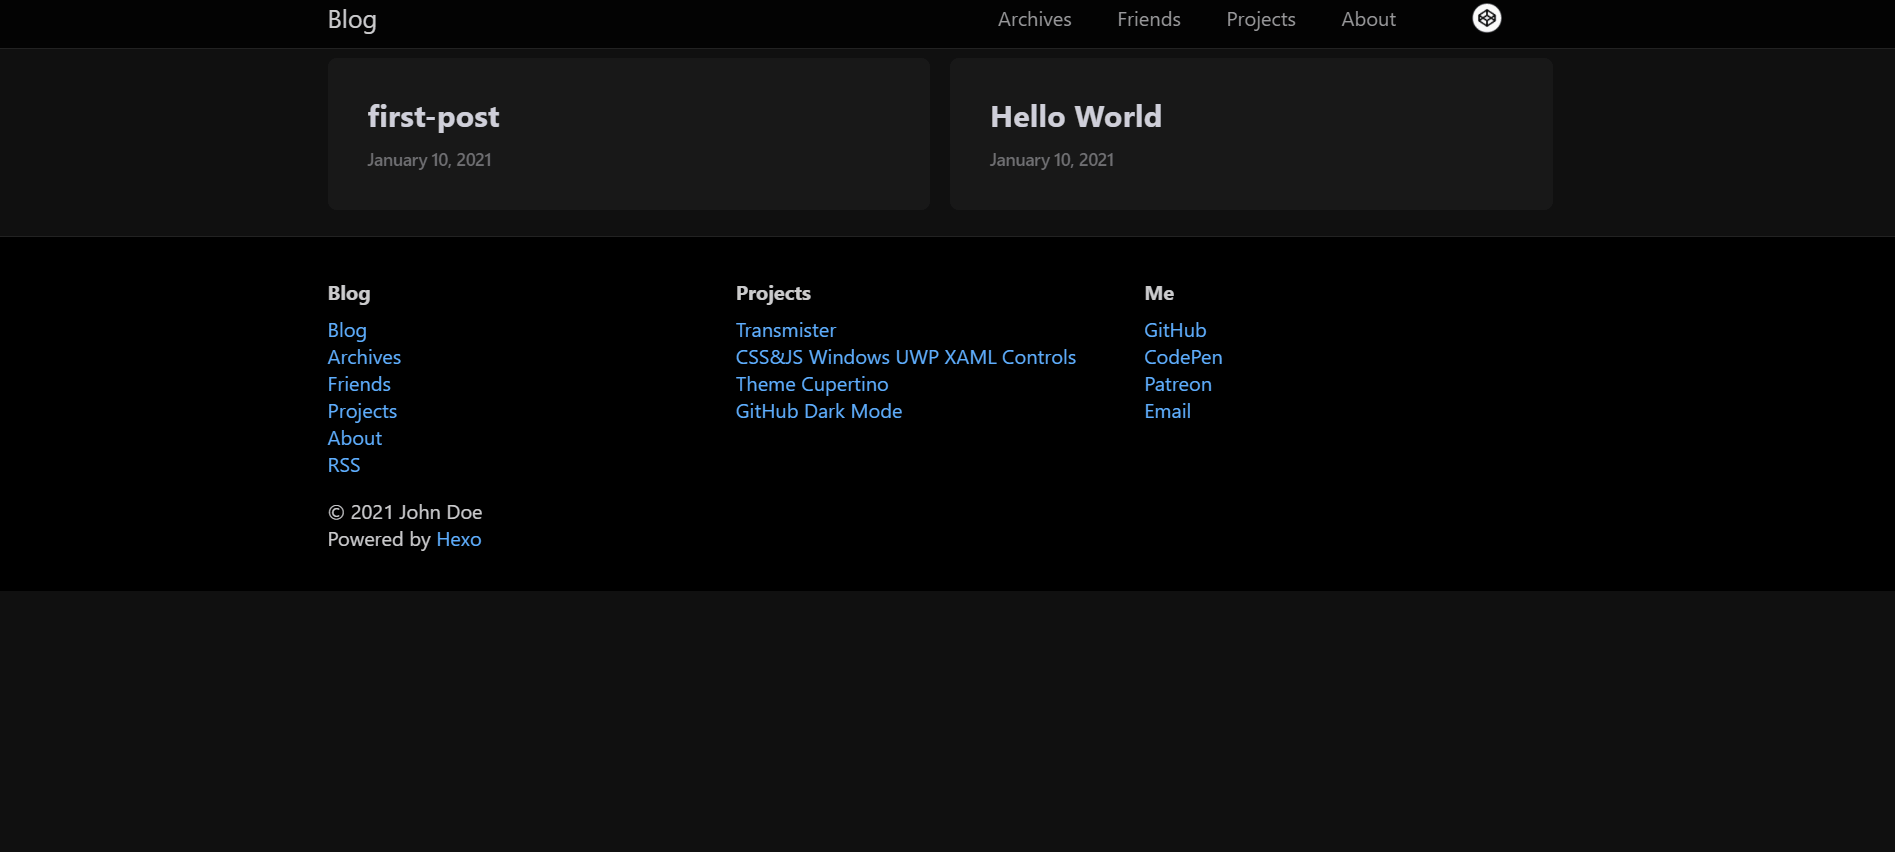 Blog
Archives
Friends
Projects
About
first-post
January 10, 2021
Hello World
January 10, 2021
Blog
Blog
Archives
Friends
Projects
About
RSS
Projects
Transmister
CSS&JS Windows UWP XAML Controls
Theme Cupertino
GitHub Dark Mode
Me
GitHub
CodePen
Patreon
Email
© 2021 John Doe
Powered by Hexo